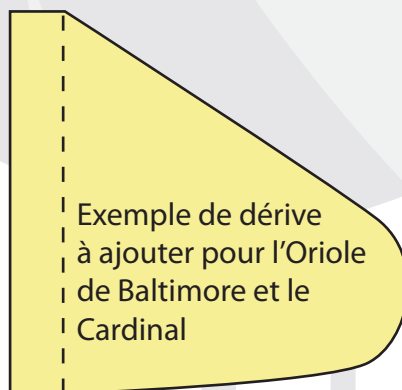 Exemple de dérive
à ajouter pour l’Oriole
de Baltimore et le
Cardinal